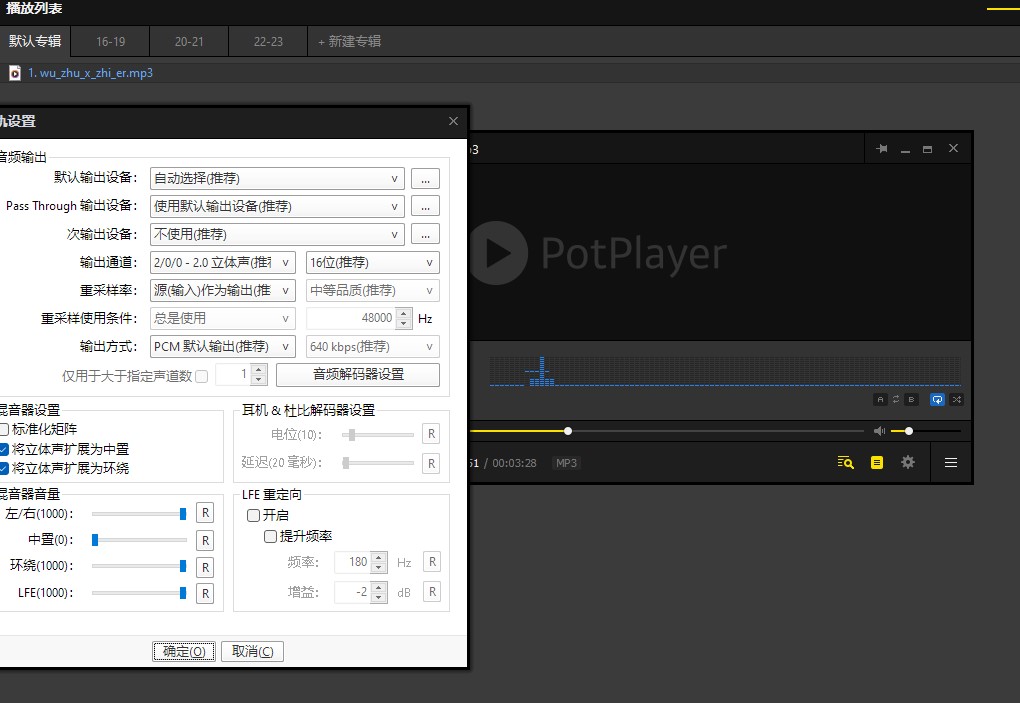 播放列表
默认专辑
16-19
20-21
22-23
+ 新建专辑
1. wu_zhu_x_zhi_er.mp3
轨设置
音频输出
默认输出设备: 自动选择(推荐) ...
Pass Through 输出设备: 使用默认输出设备(推荐) ...
次输出设备: 不使用(推荐) ...
输出通道: 2/0/0 - 2.0 立体声(推荐 16位(推荐)
重采样率: 源(输入)作为输出(推 中等品质(推荐)
重采样使用条件: 总是使用 48000 Hz
输出方式: PCM 默认输出(推荐) 640 kbps(推荐)
仅用于大于指定声道数 1 音频解码器设置
混音器设置
标准化矩阵
将立体声扩展为中置
将立体声扩展为环绕
耳机 & 杜比解码器设置
电位(10): R
延迟(20 毫秒): R
混音器音量
左/右(1000): R
中置(0): R
环绕(1000): R
LFE(1000): R
LFE 重定向
开启
提升频率
频率: 180 Hz R
增益: -2 dB R
确定(O) 取消(C)
PotPlayer
A B
51 / 00:03:28 MP3